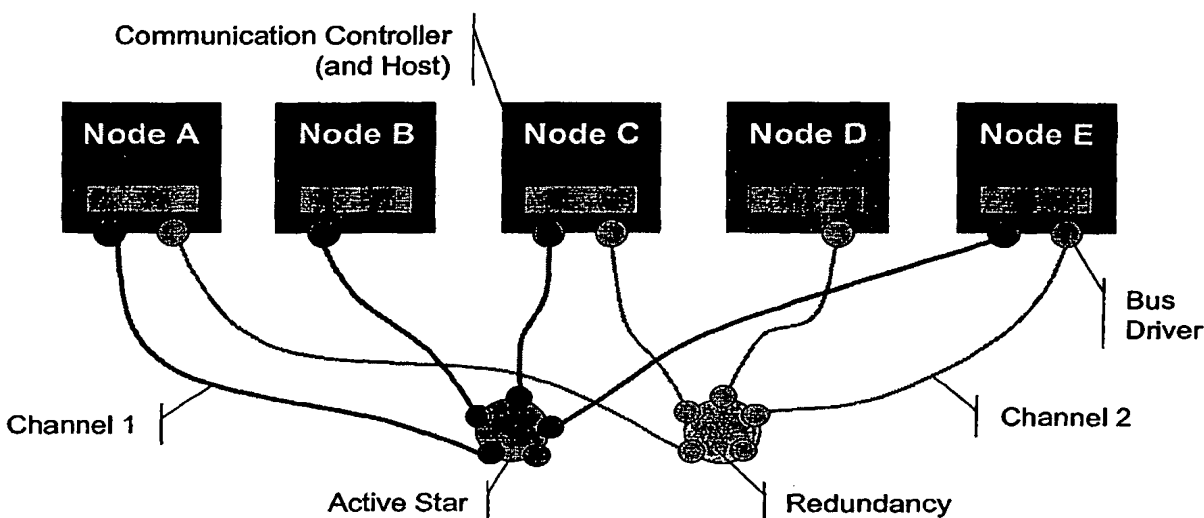 Communication Controller
(and Host)
Node A
Node B
Node C
Node D
Node E
Bus
Driver
Channel 1
Channel 2
Active Star
Redundancy